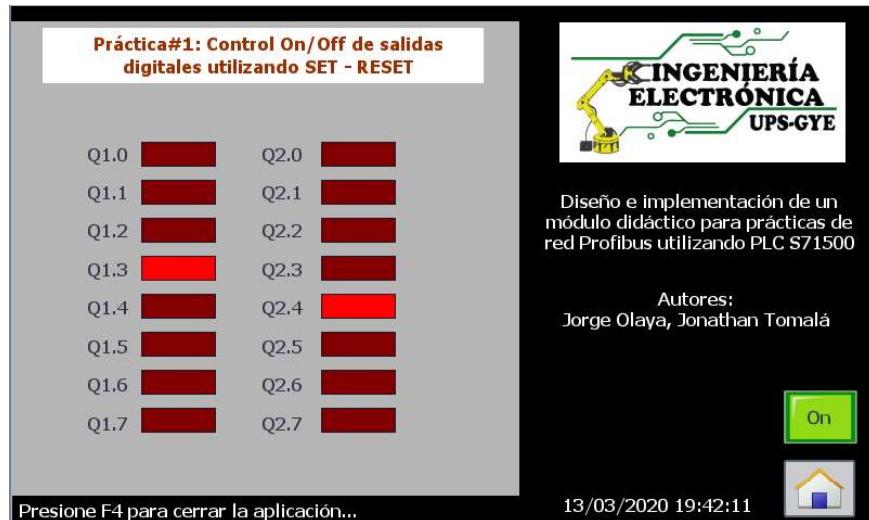 Práctica#1: Control On/Off de salidas
digitales utilizando SET - RESET
Q1.0
Q1.1
Q1.2
Q1.3
Q1.4
Q1.5
Q1.6
Q1.7
Q2.0
Q2.1
Q2.2
Q2.3
Q2.4
Q2.5
Q2.6
Q2.7
Presione F4 para cerrar la aplicación...
INGENIERÍA
ELECTRÓNICA
UPS-GYE
Diseño e implementación de un
módulo didáctico para prácticas de
red Profibus utilizando PLC S71500
Autores:
Jorge Olaya, Jonathan Tomalá
On
13/03/2020 19:42:11